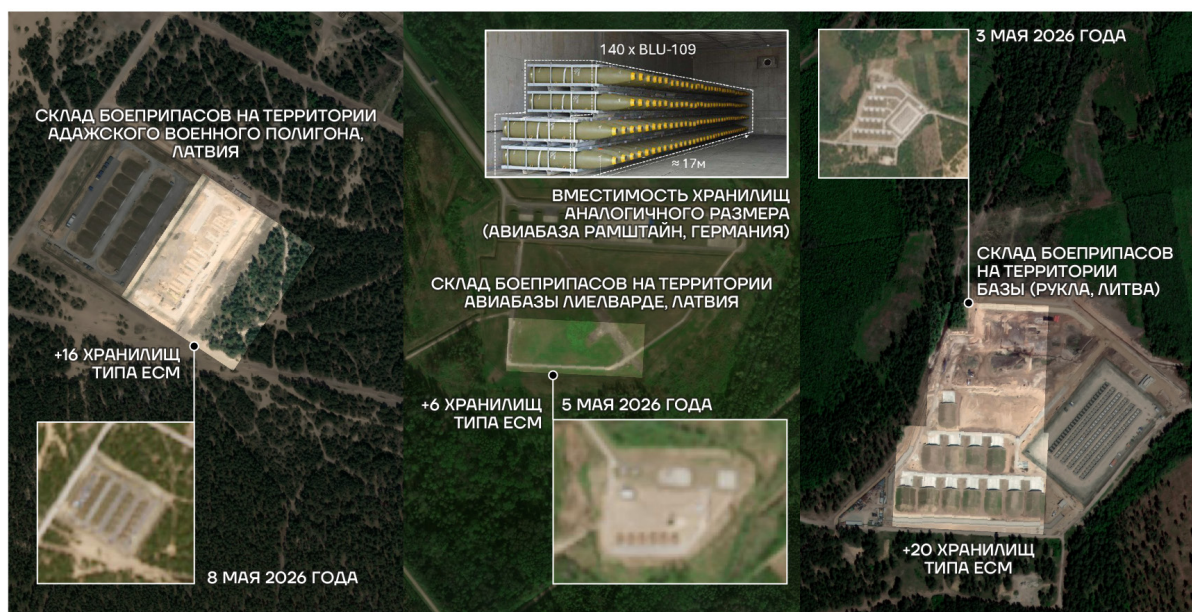 СКЛАД БОЕПРИПАСОВ НА ТЕРРИТОРИИ
АДАЖСКОГО ВОЕННОГО ПОЛИГОНА,
ЛАТВИЯ
+16 ХРАНИЛИЩ
ТИПА ECM
8 МАЯ 2026 ГОДА
140 x BLU-109
≈ 17м
ВМЕСТИМОСТЬ ХРАНИЛИЩ
АНАЛОГИЧНОГО РАЗМЕРА
(АВИАБАЗА РАМШТАЙН, ГЕРМАНИЯ)
СКЛАД БОЕПРИПАСОВ НА ТЕРРИТОРИИ
АВИАБАЗЫ ЛИЕЛВАРДЕ, ЛАТВИЯ
+6 ХРАНИЛИЩ
ТИПА ECM
5 МАЯ 2026 ГОДА
3 МАЯ 2026 ГОДА
СКЛАД БОЕПРИПАСОВ
НА ТЕРРИТОРИИ
БАЗЫ (РУКЛА, ЛИТВА)
+20 ХРАНИЛИЩ
ТИПА ECM